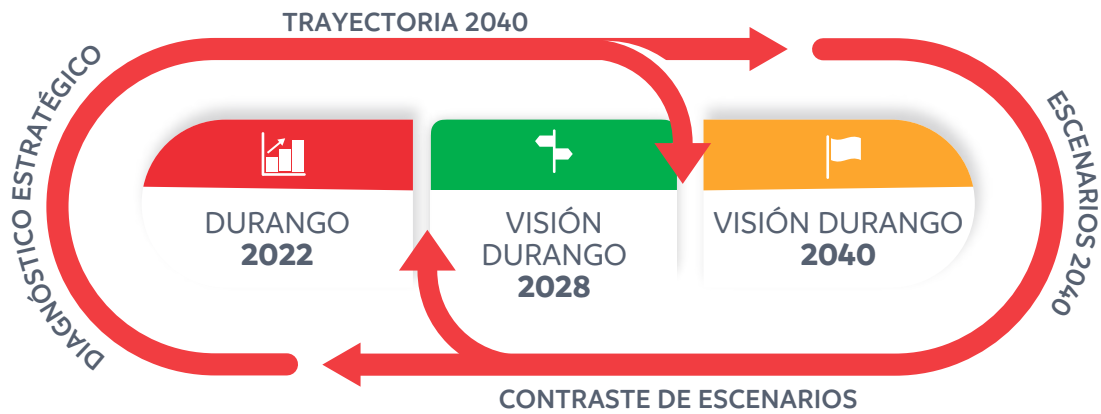 TRAYECTORIA 2040
DIAGNÓSTICO ESTRATÉGICO
DURANGO
2022
VISIÓN
DURANGO
2028
VISIÓN DURANGO
2040
ESCENARIOS 2040
CONTRASTE DE ESCENARIOS